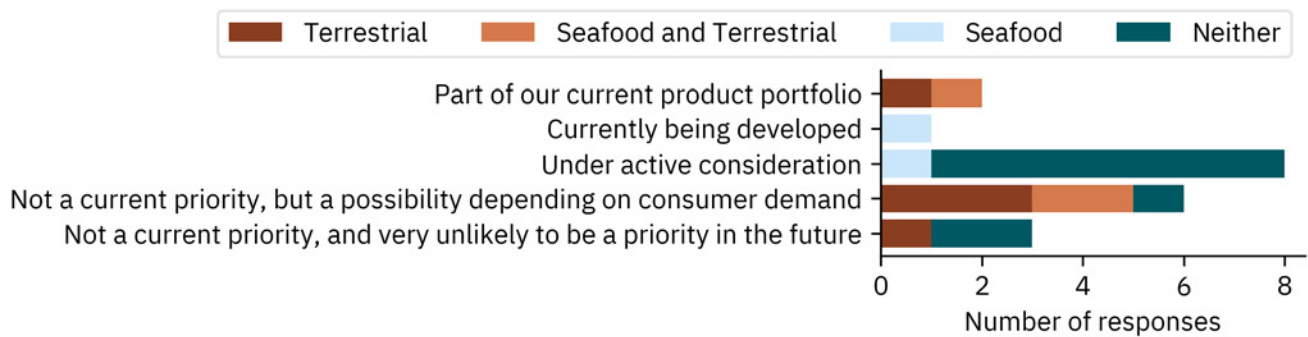 Terrestrial Seafood and Terrestrial Seafood Neither
Part of our current product portfolio
Currently being developed
Under active consideration
Not a current priority, but a possibility depending on consumer demand
Not a current priority, and very unlikely to be a priority in the future
0 2 4 6 8
Number of responses